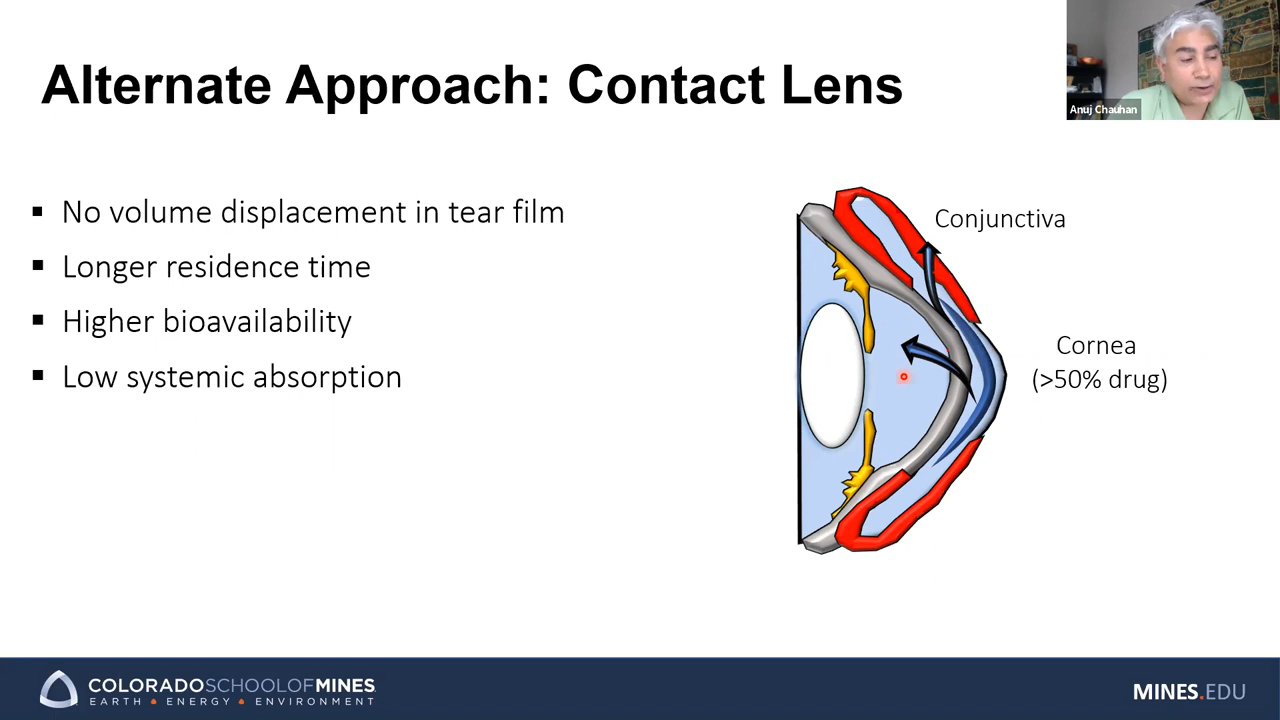 Alternate Approach: Contact Lens
Anuj Chauhan
▪ No volume displacement in tear film
▪ Longer residence time
▪ Higher bioavailability
▪ Low systemic absorption
Conjunctiva
Cornea
(>50% drug)
COLORADOSCHOOLOFMINES
EARTH • ENERGY • ENVIRONMENT
MINES.EDU